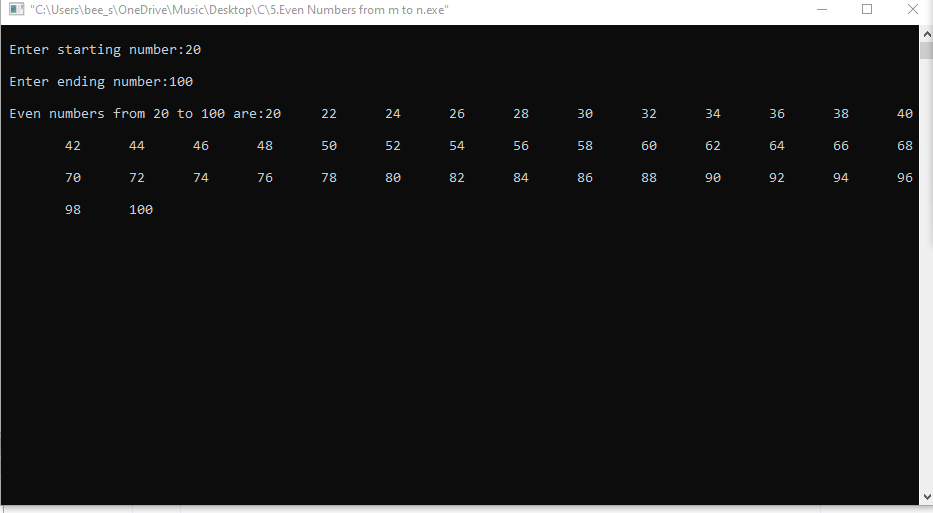 "C:\Users\bee_s\OneDrive\Music\Desktop\C\5.Even Numbers from m to n.exe"
Enter starting number:20
Enter ending number:100
Even numbers from 20 to 100 are:20 22 24 26 28 30 32 34 36 38 40
42 44 46 48 50 52 54 56 58 60 62 64 66 68
70 72 74 76 78 80 82 84 86 88 90 92 94 96
98 100